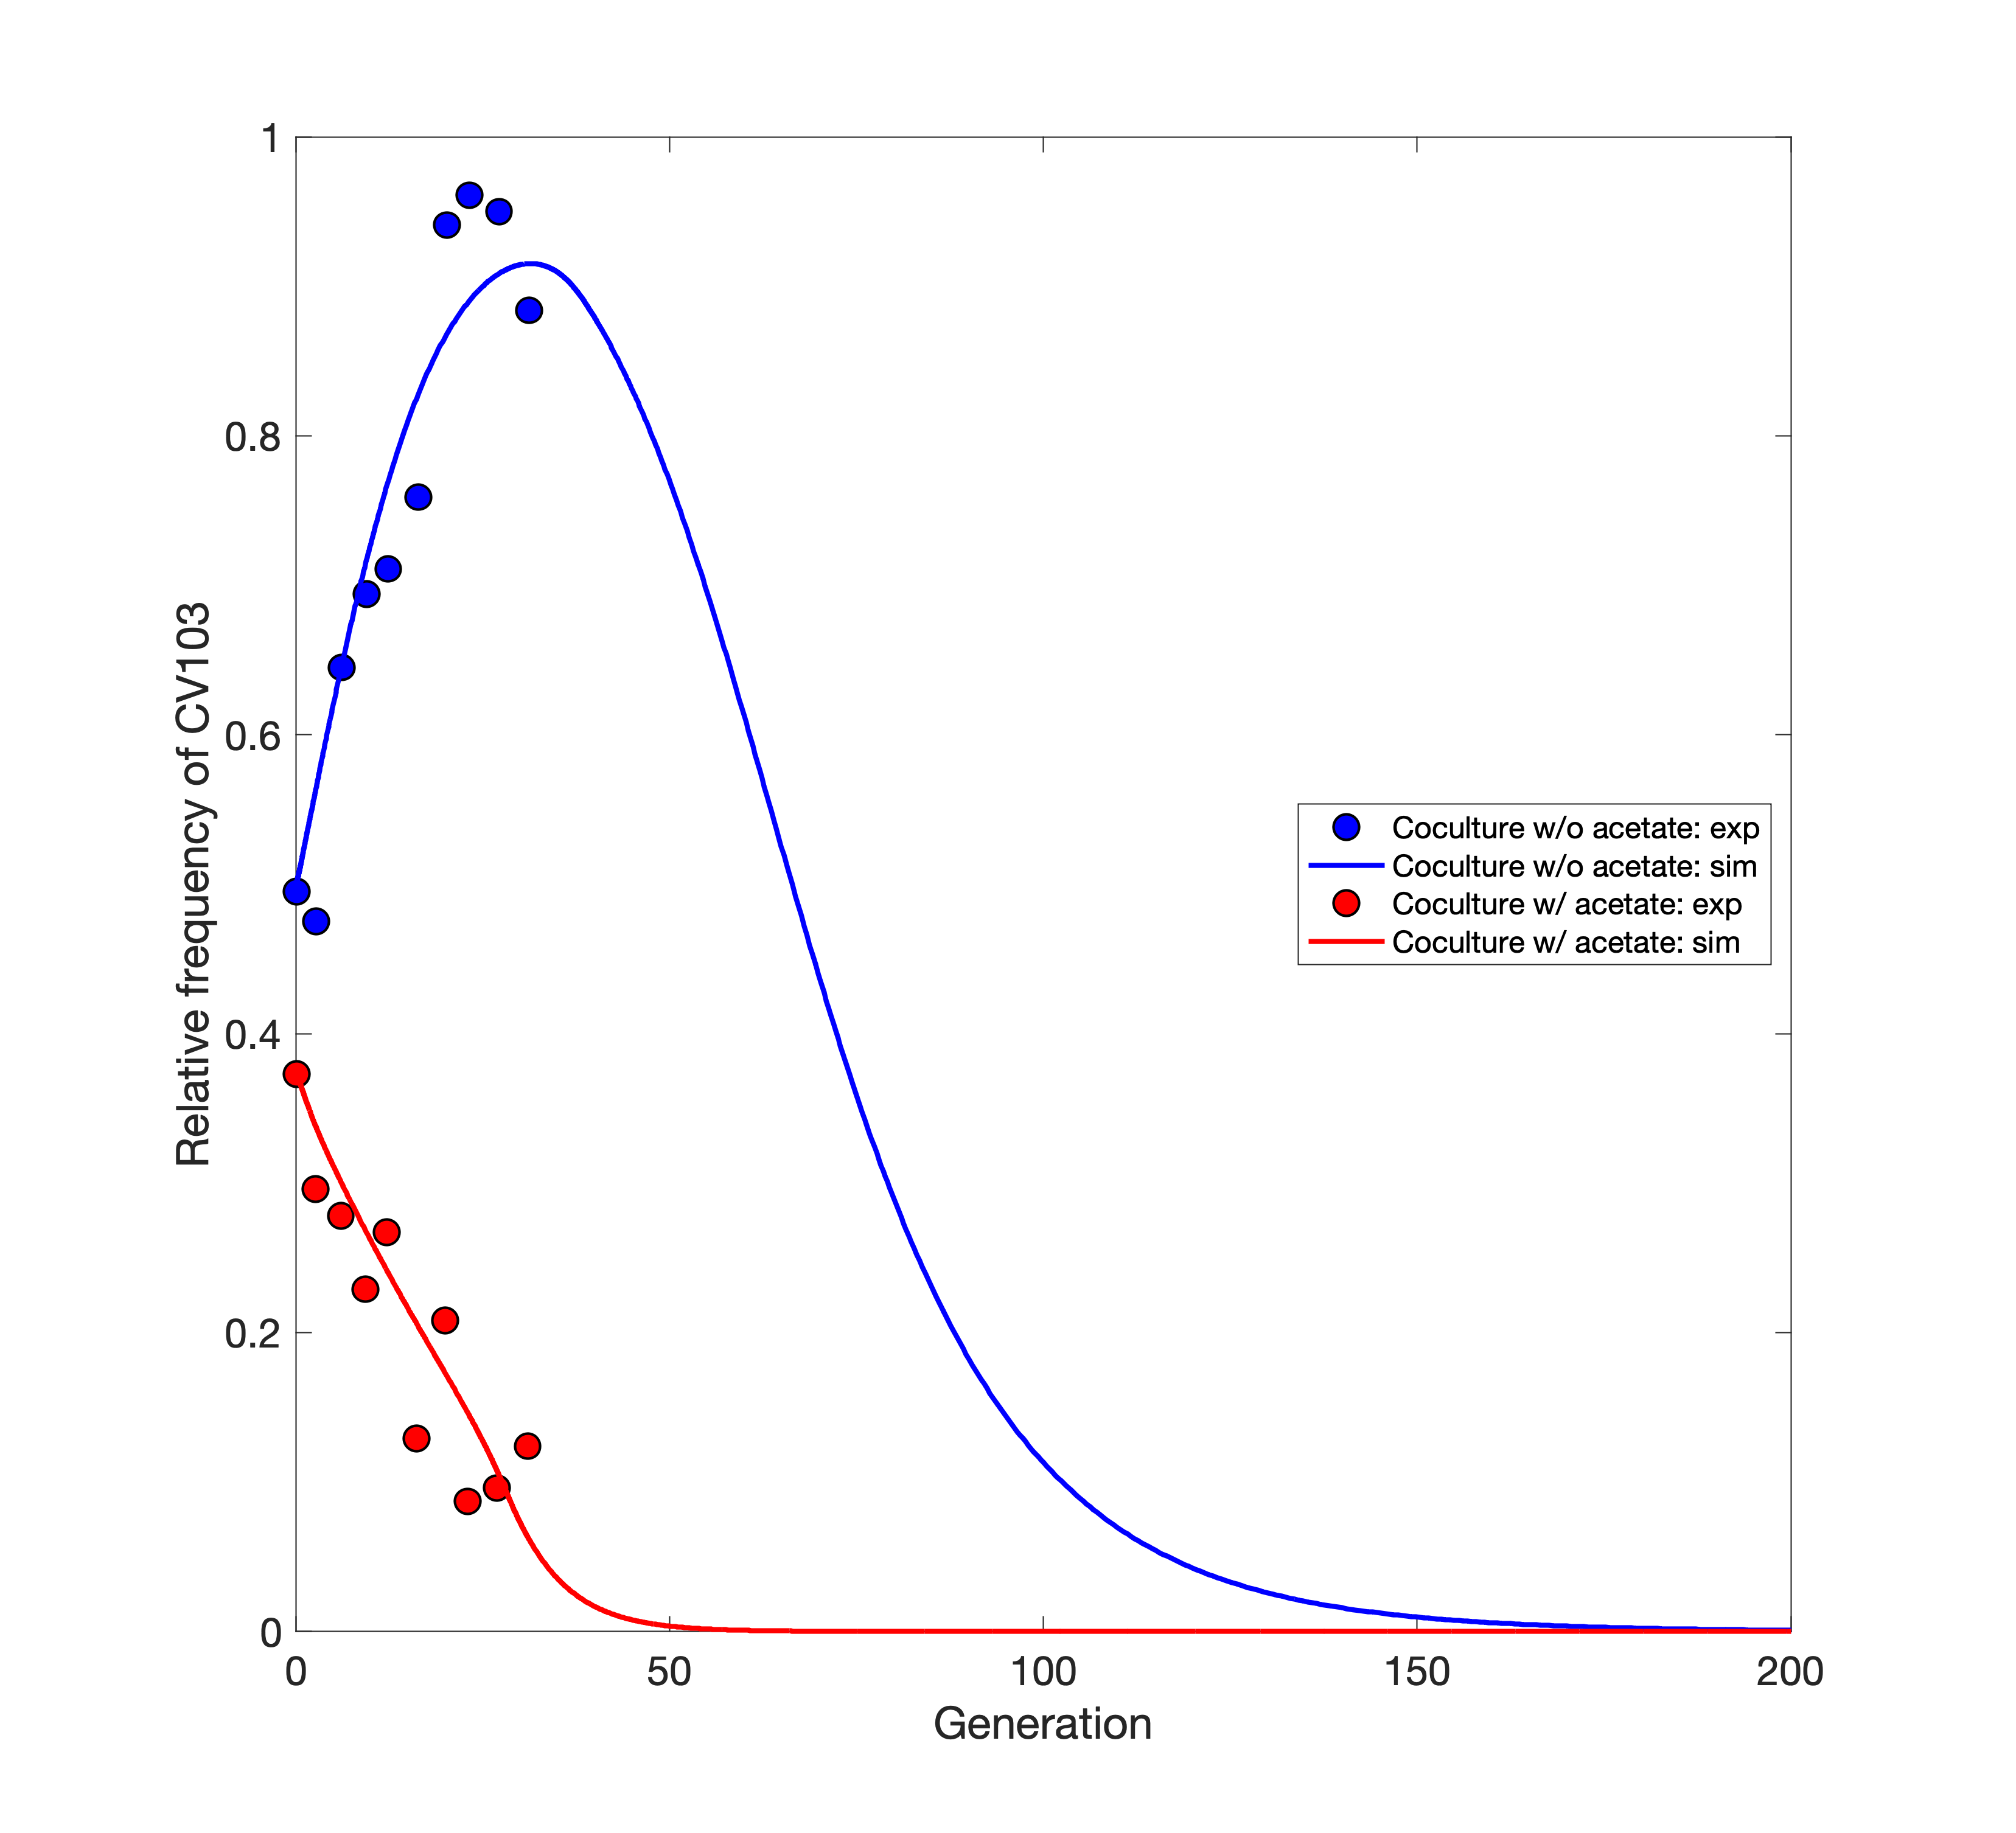 1
0.8
0.6
0.4
0.2
0
Relative frequency of CV103
Coculture w/o acetate: exp
Coculture w/o acetate: sim
Coculture w/ acetate: exp
Coculture w/ acetate: sim
0 50 100 150 200
Generation